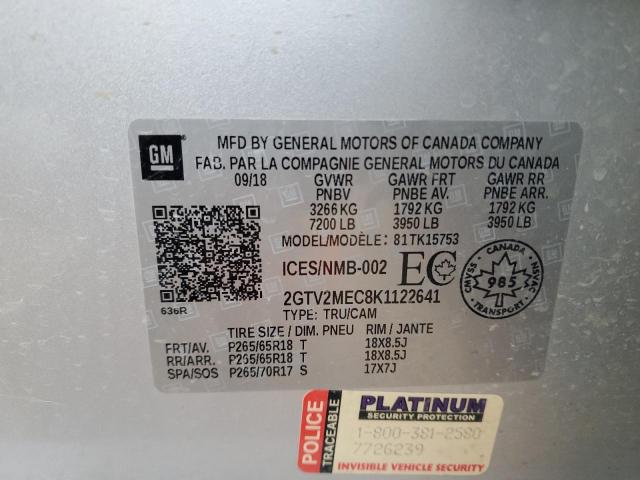 GM
MFD BY GENERAL MOTORS OF CANADA COMPANY
FAB. PAR LA COMPAGNIE GENERAL MOTORS DU CANADA
09/18 GVWR GAWR FRT GAWR RR
PNBV PNBE AV. PNBE ARR.
3266 KG 1792 KG 1792 KG
7200 LB 3950 LB 3950 LB
MODEL/MODÈLE: 81TK15753
ICES/NMB-002 EC
CANADA
CMVSS 985 NSVAC
TRANSPORT
2GTV2MEC8K1122641
636R
TYPE: TRU/CAM
TIRE SIZE / DIM. PNEU RIM / JANTE
FRT/AV. P265/65R18 T 18X8.5J
RR/ARR. P265/65R18 T 18X8.5J
SPA/SOS P265/70R17 S 17X7J
POLICE TRACEABLE
PLATINUM
SECURITY PROTECTION
1-800-381-2580
7726239
INVISIBLE VEHICLE SECURITY